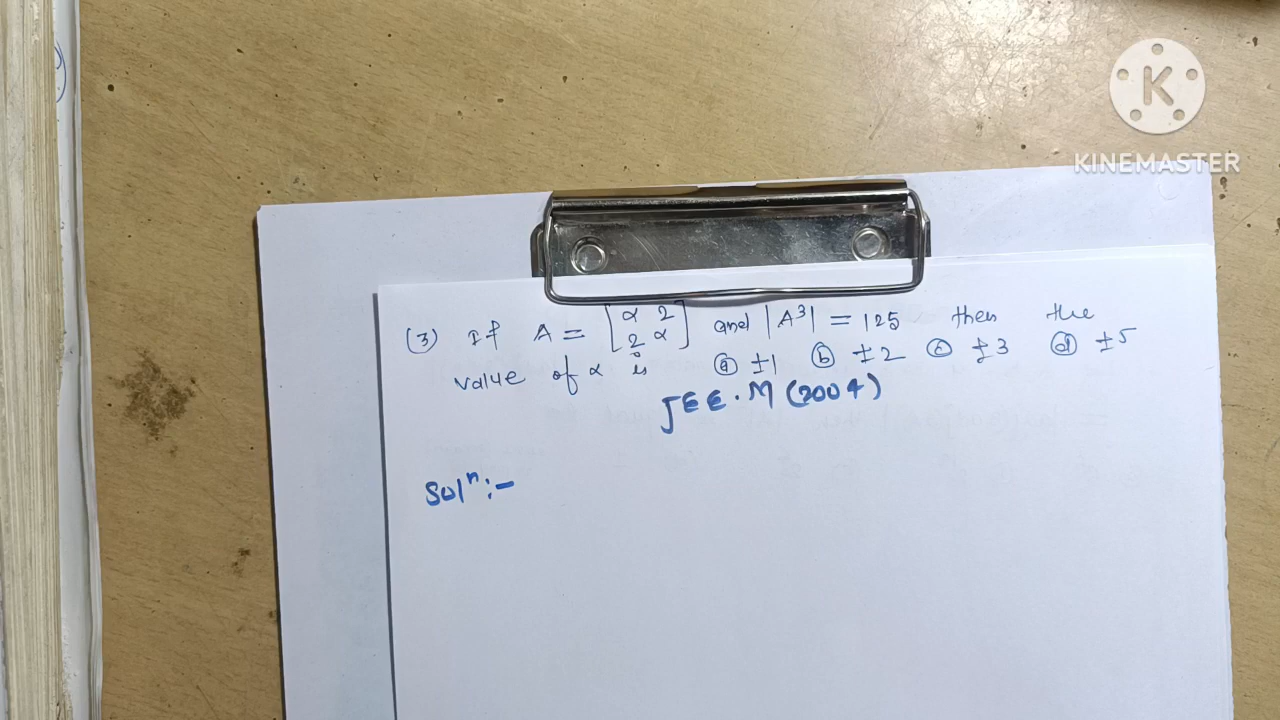 K
KINEMASTER
(3) If A = [α 2
2 α] and |A³| = 125 then the
value of α is ⓐ ±1 ⓑ ±2 ⓒ ±3 ⓓ ±5
JEE.M (2004)
Solⁿ:-